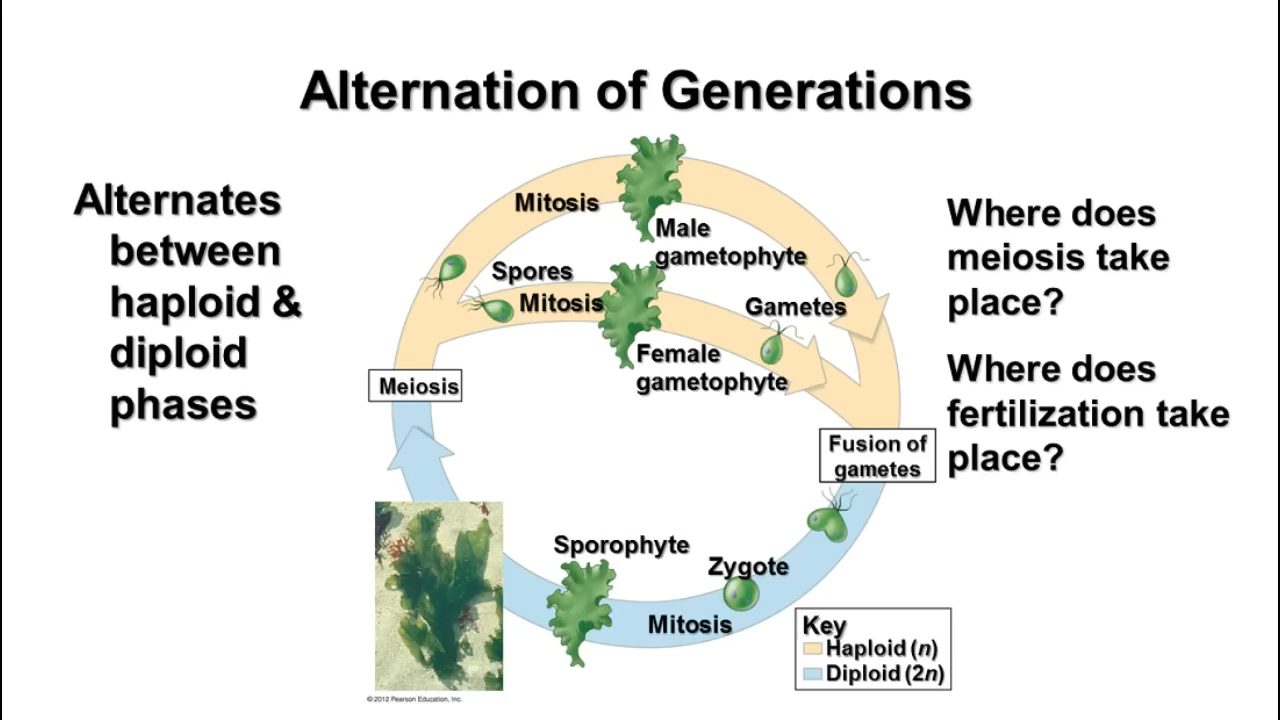 Alternation of Generations
Alternates
between
haploid &
diploid
phases
Mitosis
Male
gametophyte
Spores
Mitosis
Gametes
Female
gametophyte
Meiosis
Fusion of
gametes
Sporophyte
Zygote
Mitosis
Key
Haploid (n)
Diploid (2n)
Where does
meiosis take
place?
Where does
fertilization take
place?
© 2012 Pearson Education, Inc.